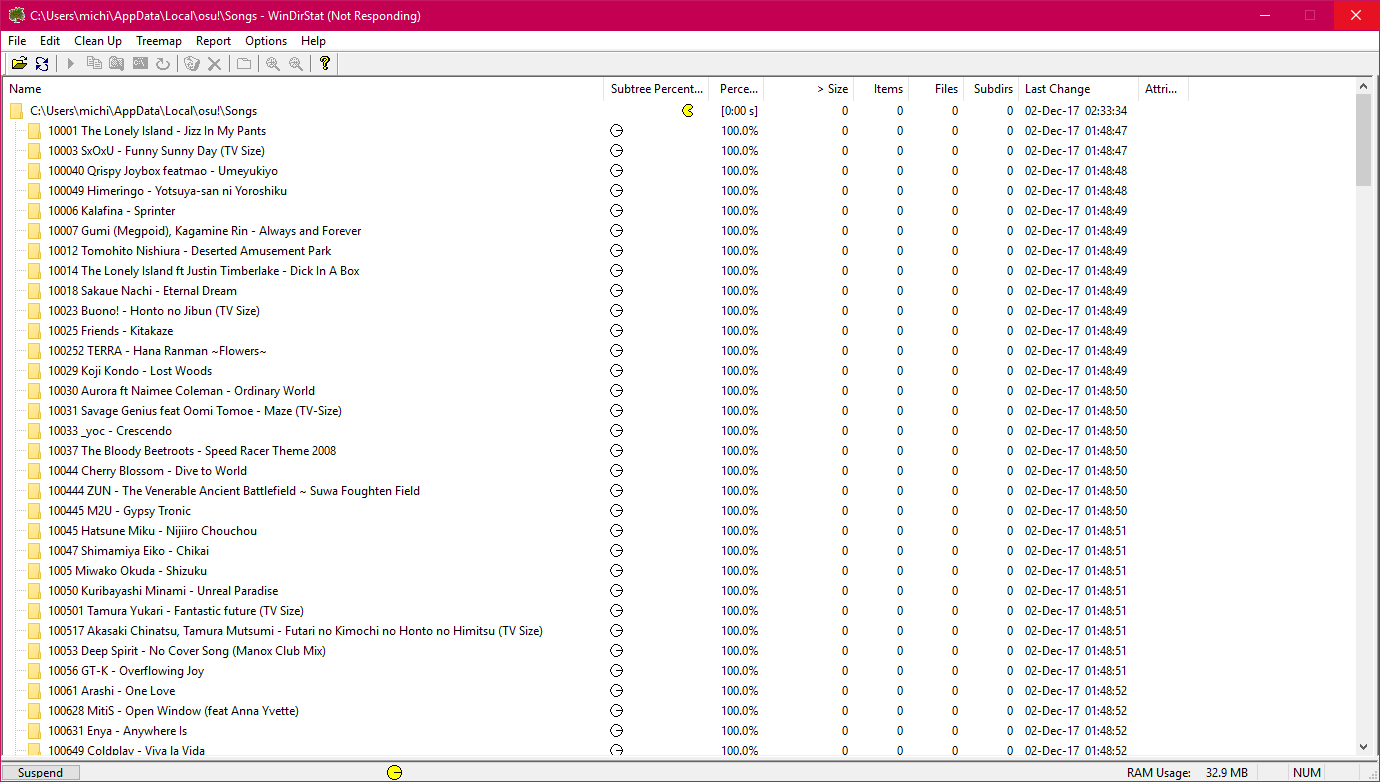 C:\Users\michi\AppData\Local\osu!\Songs - WinDirStat (Not Responding)
File Edit Clean Up Treemap Report Options Help
Name Subtree Percent... Perce... > Size Items Files Subdirs Last Change Attri...
C:\Users\michi\AppData\Local\osu!\Songs [0:00 s] 0 0 0 0 02-Dec-17 02:33:34
10001 The Lonely Island - Jizz In My Pants 100.0% 0 0 0 0 02-Dec-17 01:48:47
10003 SxOxU - Funny Sunny Day (TV Size) 100.0% 0 0 0 0 02-Dec-17 01:48:47
100040 Qrispy Joybox featmao - Umeyukiyo 100.0% 0 0 0 0 02-Dec-17 01:48:48
100049 Himeringo - Yotsuya-san ni Yoroshiku 100.0% 0 0 0 0 02-Dec-17 01:48:48
10006 Kalafina - Sprinter 100.0% 0 0 0 0 02-Dec-17 01:48:49
10007 Gumi (Megpoid), Kagamine Rin - Always and Forever 100.0% 0 0 0 0 02-Dec-17 01:48:49
10012 Tomohito Nishiura - Deserted Amusement Park 100.0% 0 0 0 0 02-Dec-17 01:48:49
10014 The Lonely Island ft Justin Timberlake - Dick In A Box 100.0% 0 0 0 0 02-Dec-17 01:48:49
10018 Sakaue Nachi - Eternal Dream 100.0% 0 0 0 0 02-Dec-17 01:48:49
10023 Buono! - Honto no Jibun (TV Size) 100.0% 0 0 0 0 02-Dec-17 01:48:49
10025 Friends - Kitakaze 100.0% 0 0 0 0 02-Dec-17 01:48:49
100252 TERRA - Hana Ranman ~Flowers~ 100.0% 0 0 0 0 02-Dec-17 01:48:49
10029 Koji Kondo - Lost Woods 100.0% 0 0 0 0 02-Dec-17 01:48:49
10030 Aurora ft Naimee Coleman - Ordinary World 100.0% 0 0 0 0 02-Dec-17 01:48:50
10031 Savage Genius feat Oomi Tomoe - Maze (TV-Size) 100.0% 0 0 0 0 02-Dec-17 01:48:50
10033 _yoc - Crescendo 100.0% 0 0 0 0 02-Dec-17 01:48:50
10037 The Bloody Beetroots - Speed Racer Theme 2008 100.0% 0 0 0 0 02-Dec-17 01:48:50
10044 Cherry Blossom - Dive to World 100.0% 0 0 0 0 02-Dec-17 01:48:50
100444 ZUN - The Venerable Ancient Battlefield ~ Suwa Foughten Field 100.0% 0 0 0 0 02-Dec-17 01:48:50
100445 M2U - Gypsy Tronic 100.0% 0 0 0 0 02-Dec-17 01:48:50
10045 Hatsune Miku - Nijiiro Chouchou 100.0% 0 0 0 0 02-Dec-17 01:48:51
10047 Shimamiya Eiko - Chikai 100.0% 0 0 0 0 02-Dec-17 01:48:51
1005 Miwako Okuda - Shizuku 100.0% 0 0 0 0 02-Dec-17 01:48:51
10050 Kuribayashi Minami - Unreal Paradise 100.0% 0 0 0 0 02-Dec-17 01:48:51
100501 Tamura Yukari - Fantastic future (TV Size) 100.0% 0 0 0 0 02-Dec-17 01:48:51
100517 Akasaki Chinatsu, Tamura Mutsumi - Futari no Kimochi no Honto no Himitsu (TV Size) 100.0% 0 0 0 0 02-Dec-17 01:48:51
10053 Deep Spirit - No Cover Song (Manox Club Mix) 100.0% 0 0 0 0 02-Dec-17 01:48:51
10056 GT-K - Overflowing Joy 100.0% 0 0 0 0 02-Dec-17 01:48:51
10061 Arashi - One Love 100.0% 0 0 0 0 02-Dec-17 01:48:52
100628 MitiS - Open Window (feat Anna Yvette) 100.0% 0 0 0 0 02-Dec-17 01:48:52
100631 Enya - Anywhere Is 100.0% 0 0 0 0 02-Dec-17 01:48:52
100649 Coldplay - Viva la Vida 100.0% 0 0 0 0 02-Dec-17 01:48:52
Suspend RAM Usage: 32.9 MB NUM